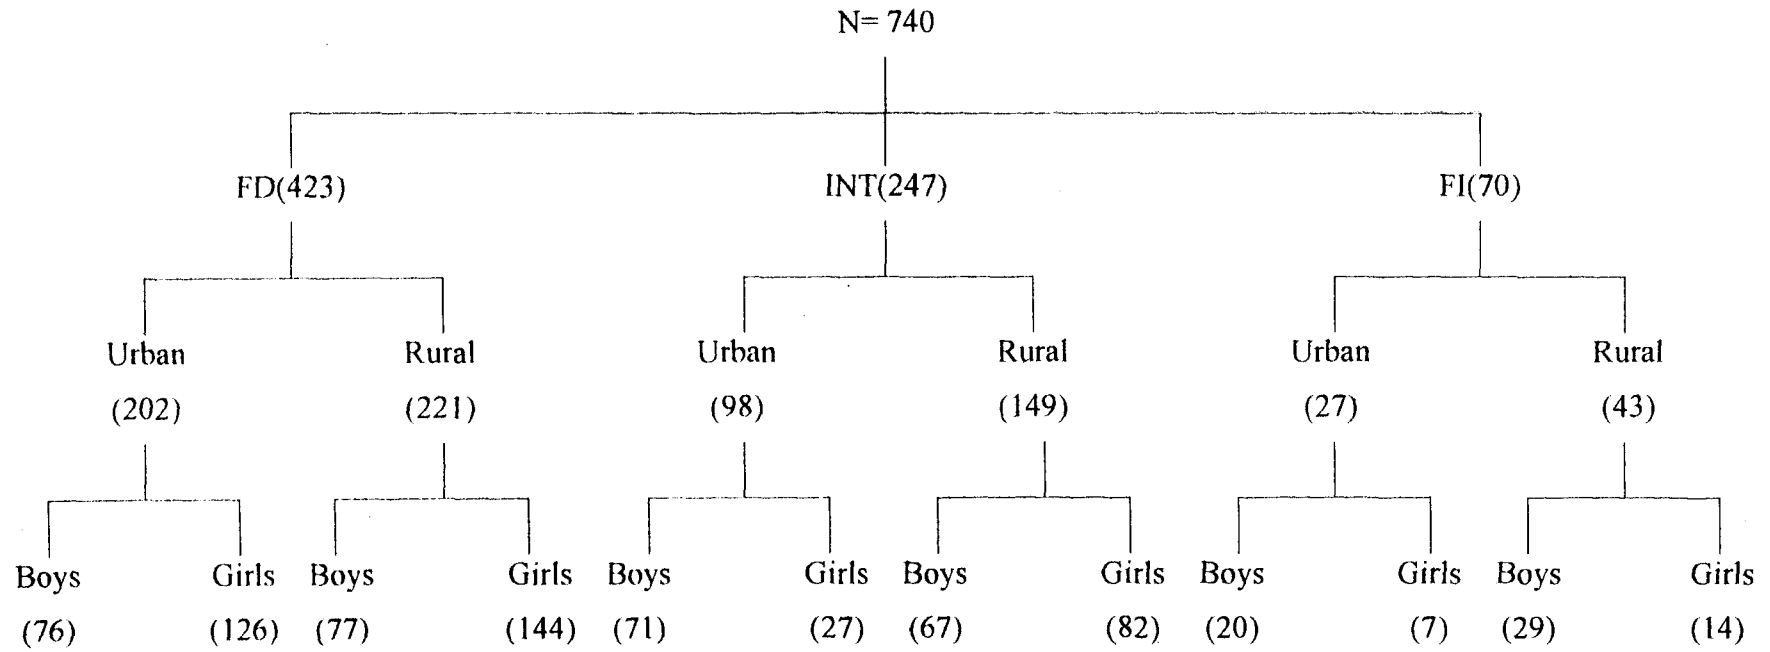 N= 740
FD(423) INT(247) FI(70)
Urban Rural Urban Rural Urban Rural
(202) (221) (98) (149) (27) (43)
Boys Girls Boys Girls Boys Girls Boys Girls Boys Girls Boys Girls
(76) (126) (77) (144) (71) (27) (67) (82) (20) (7) (29) (14)